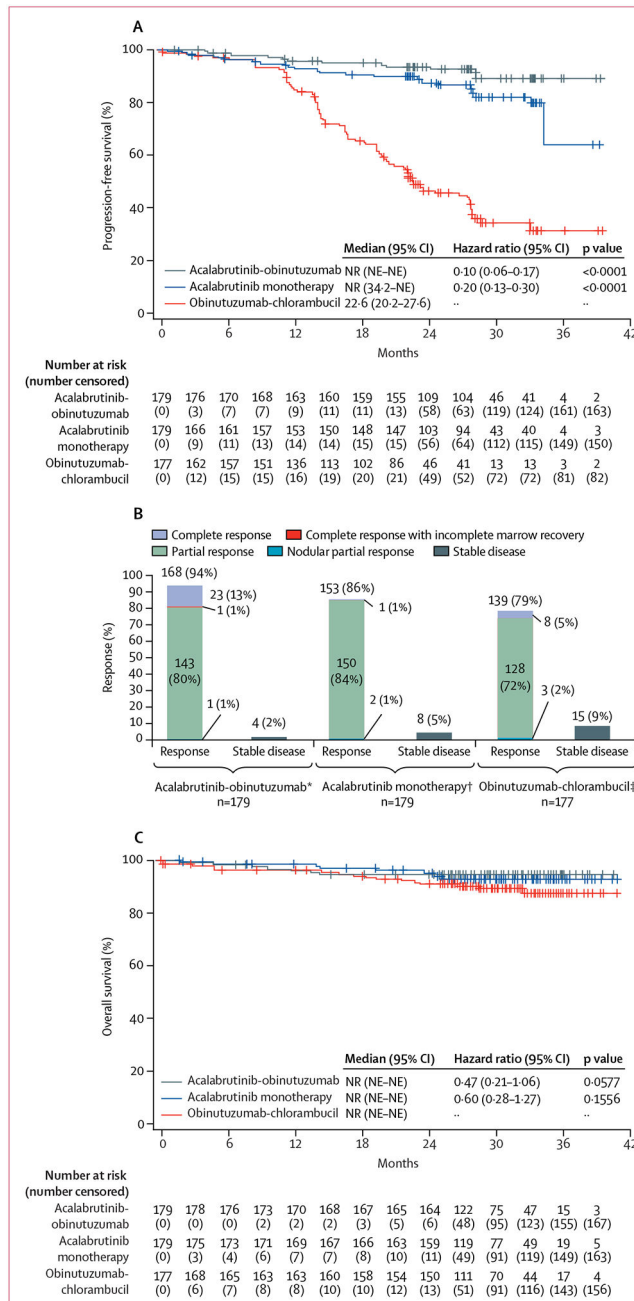 A
100
80
60
40
20
0
Progression-free survival (%)
Median (95% CI) Hazard ratio (95% CI) p value
Acalabrutinib-obinutuzumab NR (NE–NE) 0·10 (0·06–0·17) <0·0001
Acalabrutinib monotherapy NR (34·2–NE) 0·20 (0·13–0·30) <0·0001
Obinutuzumab-chlorambucil 22·6 (20·2–27·6) ·· ··
0 6 12 18 24 30 36 42
Months
Number at risk
(number censored)
Acalabrutinib- 179 176 170 168 163 160 159 155 109 104 46 41 4 2
obinutuzumab (0) (3) (7) (7) (9) (11) (11) (13) (58) (63) (119) (124) (161) (163)
Acalabrutinib 179 166 161 157 153 150 148 147 103 94 43 40 4 3
monotherapy (0) (9) (11) (13) (14) (14) (15) (15) (56) (64) (112) (115) (149) (150)
Obinutuzumab- 177 162 157 151 136 113 102 86 46 41 13 13 3 2
chlorambucil (0) (12) (15) (15) (16) (19) (20) (21) (49) (52) (72) (72) (81) (82)
B
Complete response Complete response with incomplete marrow recovery
Partial response Nodular partial response Stable disease
100
90
80
70
60
50
40
30
20
10
0
Response (%)
168 (94%)
23 (13%)
1 (1%)
143
(80%)
1 (1%)
4 (2%)
153 (86%)
1 (1%)
150
(84%)
2 (1%)
8 (5%)
139 (79%)
8 (5%)
128
(72%)
3 (2%)
15 (9%)
Response Stable disease Response Stable disease Response Stable disease
Acalabrutinib-obinutuzumab* Acalabrutinib monotherapy† Obinutuzumab-chlorambucil‡
n=179 n=179 n=177
C
100
80
60
40
20
0
Overall survival (%)
Median (95% CI) Hazard ratio (95% CI) p value
Acalabrutinib-obinutuzumab NR (NE–NE) 0·47 (0·21–1·06) 0·0577
Acalabrutinib monotherapy NR (NE–NE) 0·60 (0·28–1·27) 0·1556
Obinutuzumab-chlorambucil NR (NE–NE) ·· ··
0 6 12 18 24 30 36 42
Months
Number at risk
(number censored)
Acalabrutinib- 179 178 176 173 170 168 167 165 164 122 75 47 15 3
obinutuzumab (0) (0) (0) (2) (2) (2) (3) (5) (6) (48) (95) (123) (155) (167)
Acalabrutinib 179 175 173 171 169 167 166 163 159 119 77 49 19 5
monotherapy (0) (3) (4) (6) (7) (7) (8) (10) (11) (49) (91) (119) (149) (163)
Obinutuzumab- 177 168 165 163 163 160 158 154 150 111 70 44 17 4
chlorambucil (0) (6) (7) (8) (8) (10) (10) (12) (13) (51) (91) (116) (143) (156)